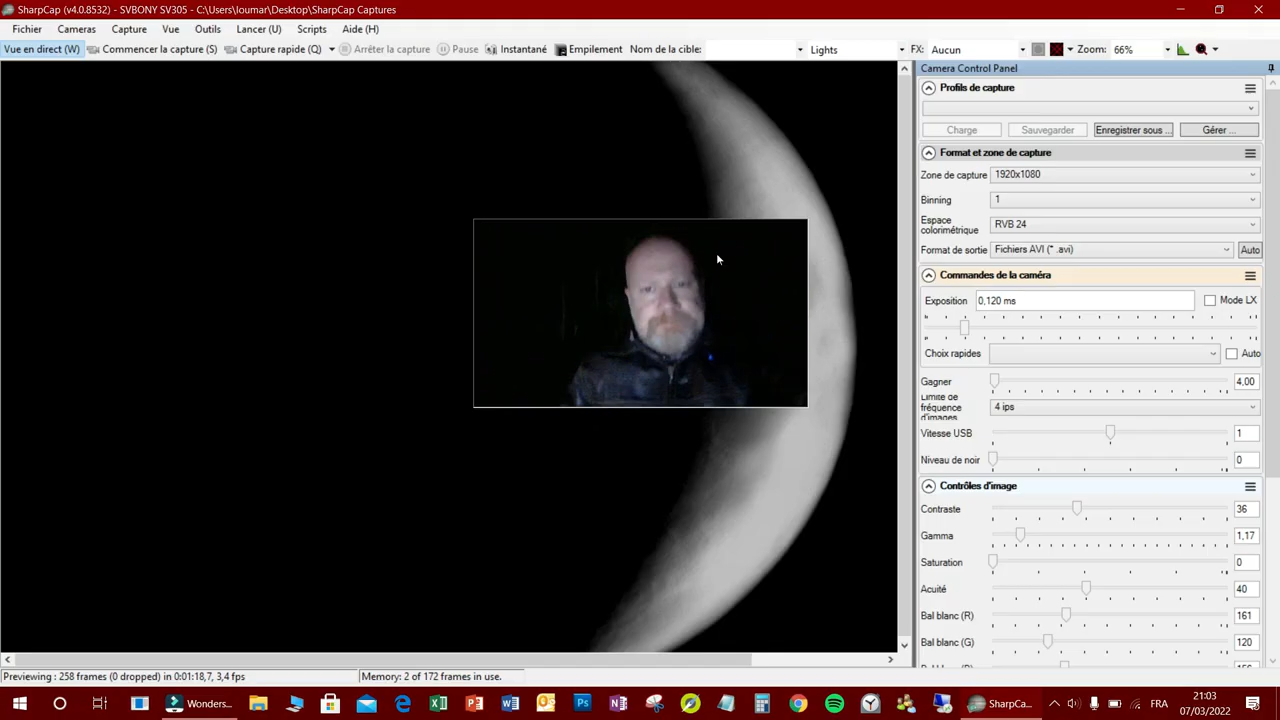 SharpCap (v4.0.8532) - SVBONY SV305 - C:\Users\loumar\Desktop\SharpCap Captures
Fichier Cameras Capture Vue Outils Lancer (U) Scripts Aide (H)
Vue en direct (W) Commencer la capture (S) Capture rapide (Q) Arrêter la capture Pause Instantané Empilement Nom de la cible: Lights FX: Aucun Zoom: 66%
Camera Control Panel
Profils de capture
Charge Sauvegarder Enregistrer sous ... Gérer ...
Format et zone de capture
Zone de capture 1920x1080
Binning 1
Espace colorimétrique RVB 24
Format de sortie Fichiers AVI (* .avi) Auto
Commandes de la caméra
Exposition 0,120 ms Mode LX
Choix rapides Auto
Gagner 4,00
Limite de fréquence d'images 4 ips
Vitesse USB 1
Niveau de noir 0
Contrôles d'image
Contraste 36
Gamma 1,17
Saturation 0
Acuité 40
Bal blanc (R) 161
Bal blanc (G) 120
Previewing : 258 frames (0 dropped) in 0:01:18,7, 3,4 fps Memory: 2 of 172 frames in use.
Wonders... SharpCa... FRA 21:03
07/03/2022